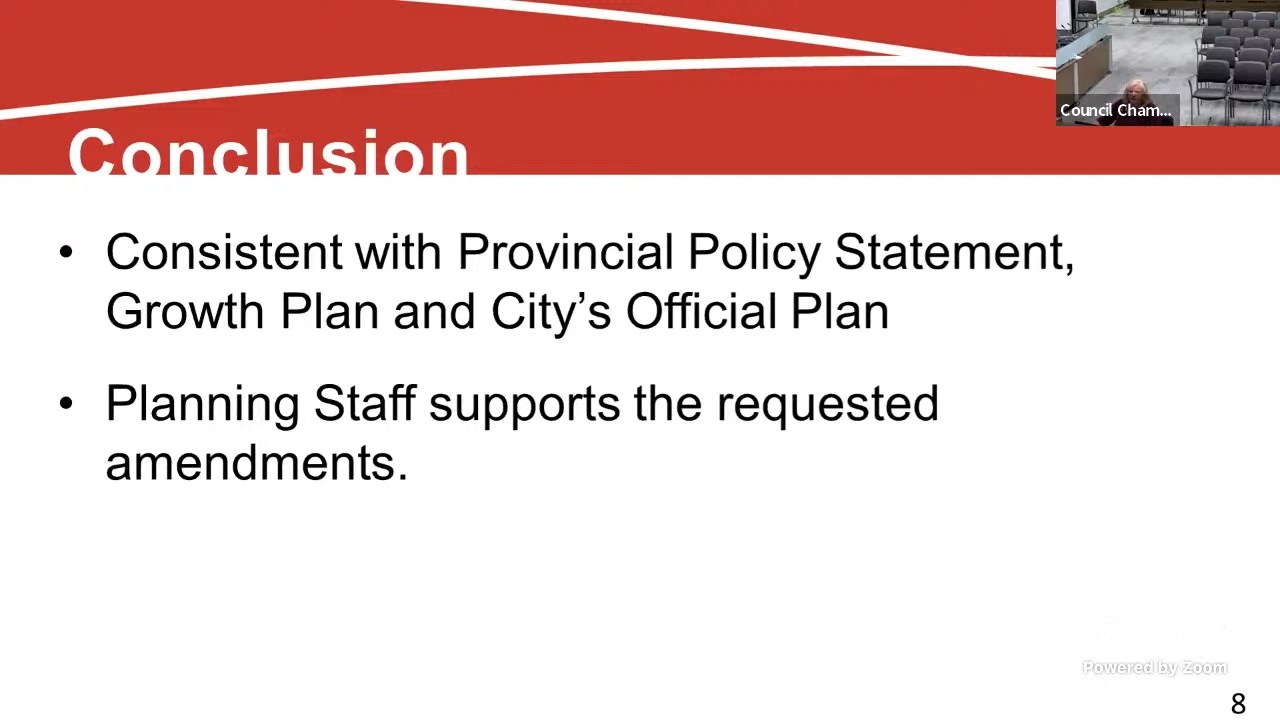 Council Cham...
Conclusion
• Consistent with Provincial Policy Statement,
Growth Plan and City’s Official Plan
• Planning Staff supports the requested
amendments.
Powered by Zoom
8